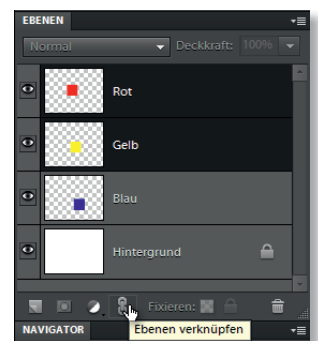 EBENEN
Normal Deckkraft: 100%
Rot
Gelb
Blau
Hintergrund
Fixieren:
NAVIGATOR Ebenen verknüpfen